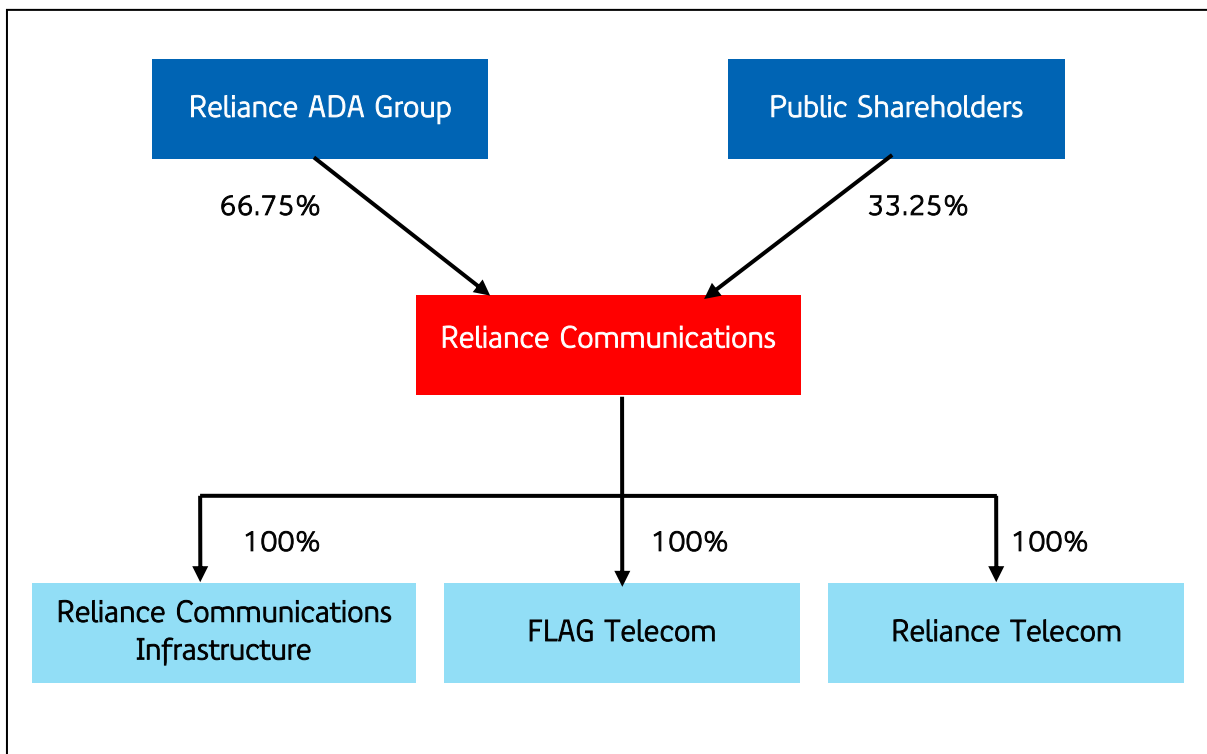 Reliance ADA Group
Public Shareholders
66.75%
33.25%
Reliance Communications
100%
100%
100%
Reliance Communications
Infrastructure
FLAG Telecom
Reliance Telecom